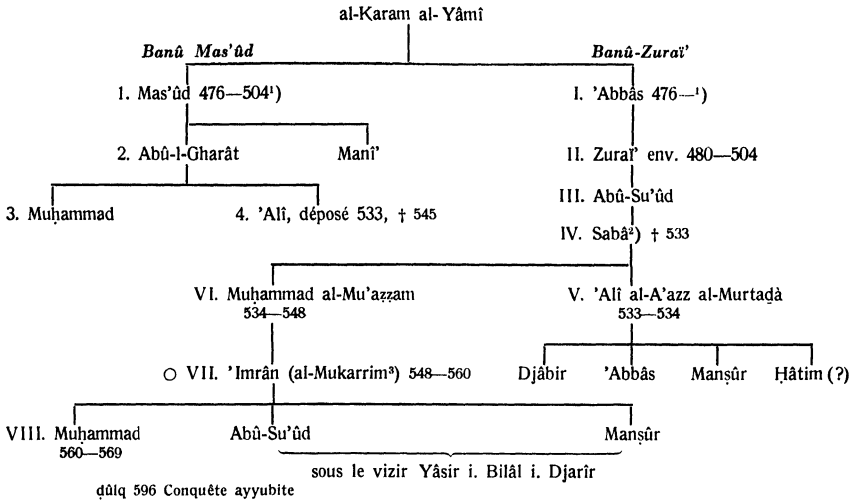 al-Karam al-Yâmî
Banû Mas'ûd Banû-Zuraï'
1. Mas'ûd 476—504¹) I. 'Abbâs 476—¹)
2. Abû-l-Gharât Manî' II. Zuraï' env. 480—504
III. Abû-Su'ûd
3. Muḥammad 4. 'Alî, déposé 533, † 545
IV. Sabâ²) † 533
VI. Muḥammad al-Mu'aẓẓam V. 'Alî al-A'azz al-Murtaḍà
534—548 533—534
○ VII. 'Imrân (al-Mukarrim³) 548—560 Djâbir 'Abbâs Manṣûr Ḥâtim (?)
VIII. Muḥammad Abû-Su'ûd Manṣûr
560—569
sous le vizir Yâsir i. Bilâl i. Djarîr
ḍûlq 596 Conquête ayyubite